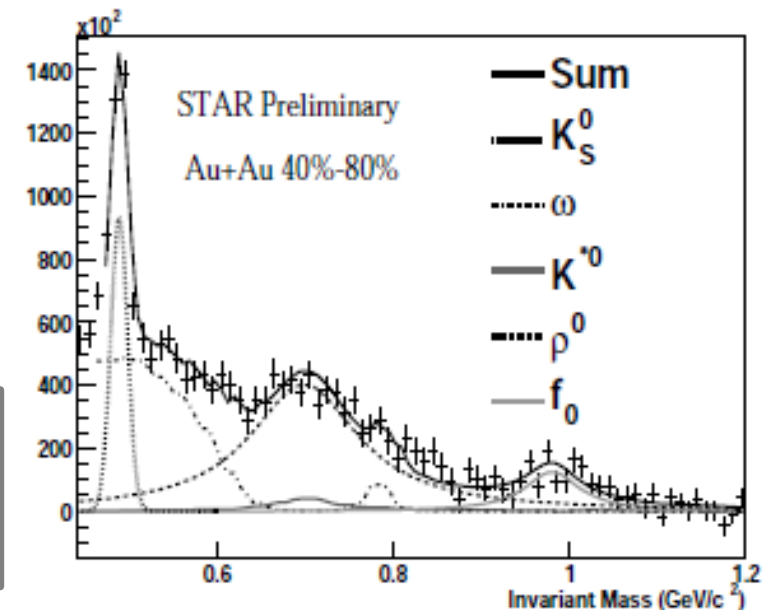 x10²
1400
1200
1000
800
600
400
200
0
STAR Preliminary
Au+Au 40%-80%
Sum
K⁰S
ω
K*⁰
ρ⁰
f₀
0.6
0.8
1
1.2
Invariant Mass (GeV/c²)